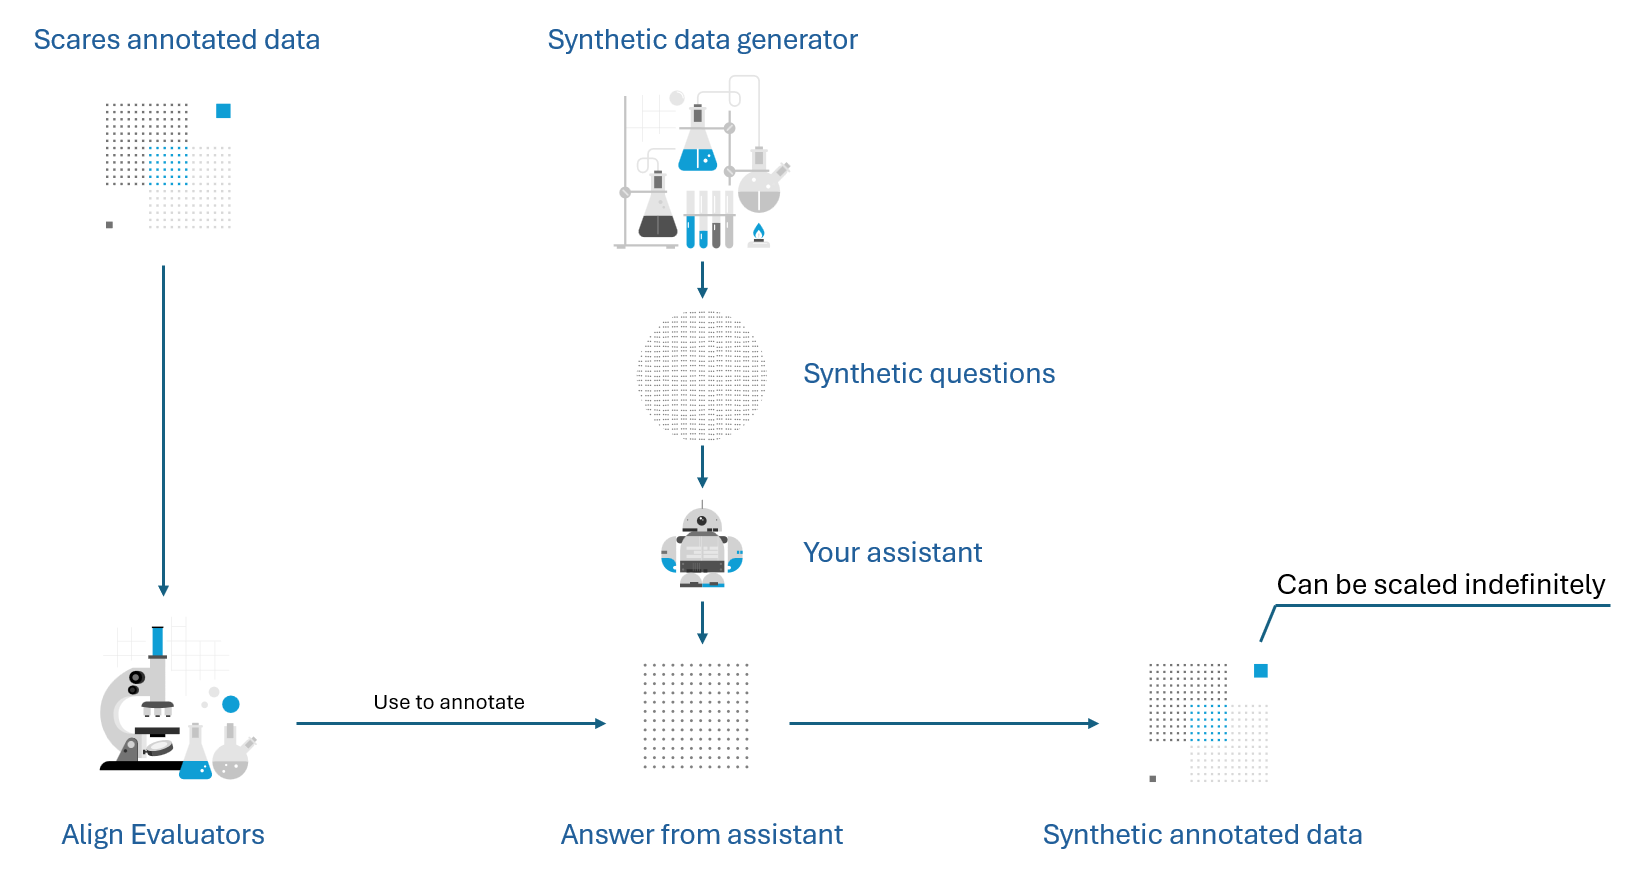 Scares annotated data
Synthetic data generator
Synthetic questions
Your assistant
Can be scaled indefinitely
Use to annotate
Align Evaluators
Answer from assistant
Synthetic annotated data